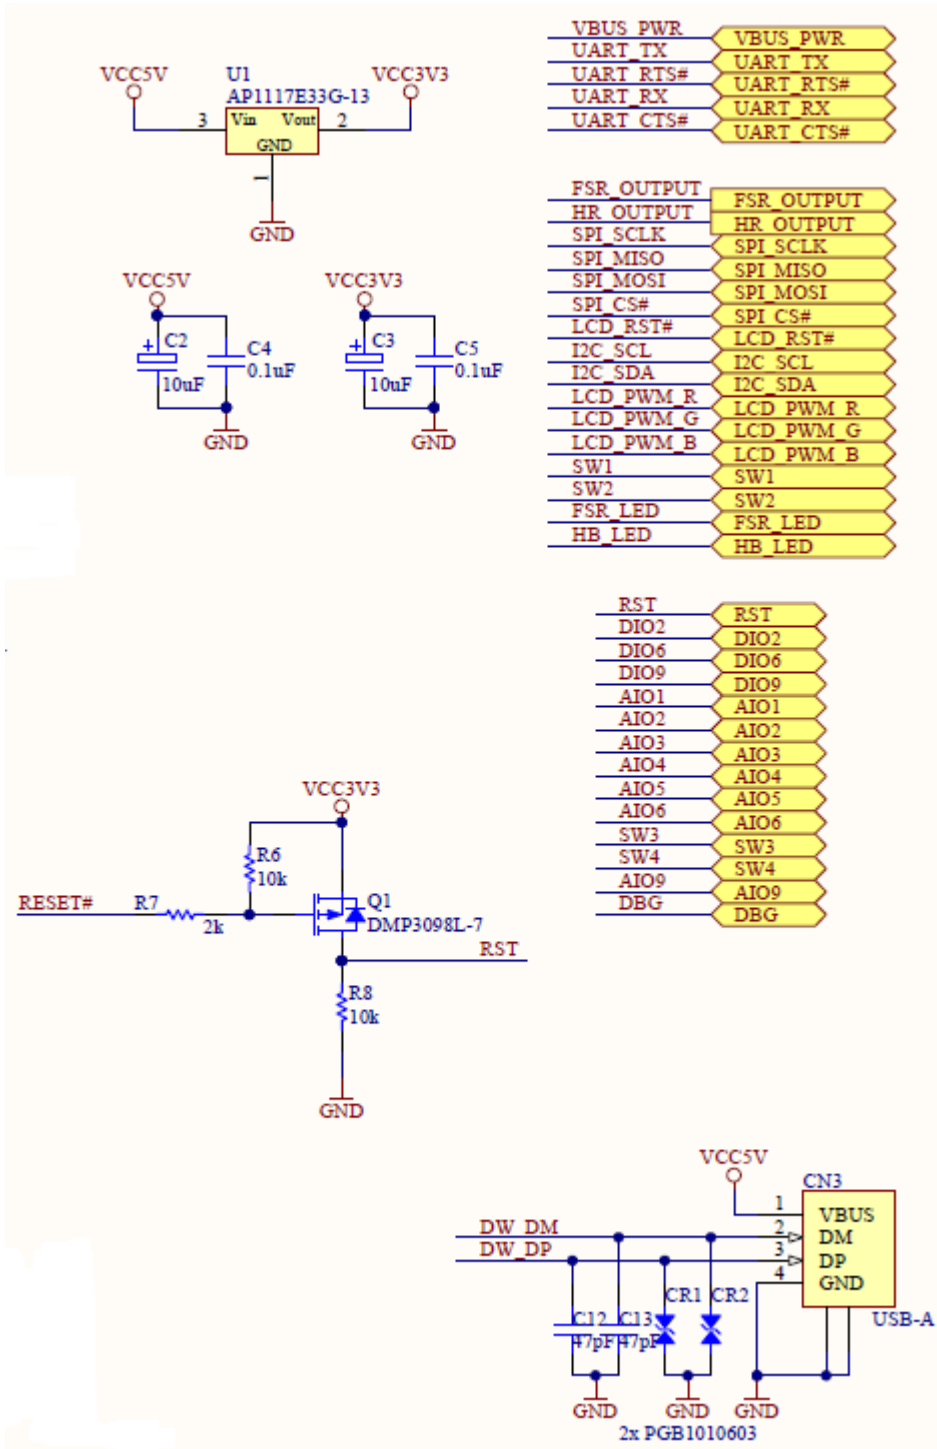 VCC5V
U1
AP1117E33G-13
VCC3V3
3
Vin
Vout
2
GND
1
GND
VCC5V
C2
10uF
C4
0.1uF
GND
VCC3V3
C3
10uF
C5
0.1uF
GND
VBUS_PWR VBUS_PWR
UART_TX UART_TX
UART_RTS# UART_RTS#
UART_RX UART_RX
UART_CTS# UART_CTS#
FSR_OUTPUT FSR_OUTPUT
HR_OUTPUT HR_OUTPUT
SPI_SCLK SPI_SCLK
SPI_MISO SPI_MISO
SPI_MOSI SPI_MOSI
SPI_CS# SPI_CS#
LCD_RST# LCD_RST#
I2C_SCL I2C_SCL
I2C_SDA I2C_SDA
LCD_PWM_R LCD_PWM_R
LCD_PWM_G LCD_PWM_G
LCD_PWM_B LCD_PWM_B
SW1 SW1
SW2 SW2
FSR_LED FSR_LED
HB_LED HB_LED
RST RST
DIO2 DIO2
DIO6 DIO6
DIO9 DIO9
AIO1 AIO1
AIO2 AIO2
AIO3 AIO3
AIO4 AIO4
AIO5 AIO5
AIO6 AIO6
SW3 SW3
SW4 SW4
AIO9 AIO9
DBG DBG
VCC3V3
R6
10k
RESET#
R7
2k
Q1
DMP3098L-7
RST
R8
10k
GND
VCC5V
CN3
1 VBUS
DW_DM 2 DM
DW_DP 3 DP
4 GND
USB-A
CR1 CR2
C12 C13
47pF 47pF
GND GND GND
2x PGB1010603